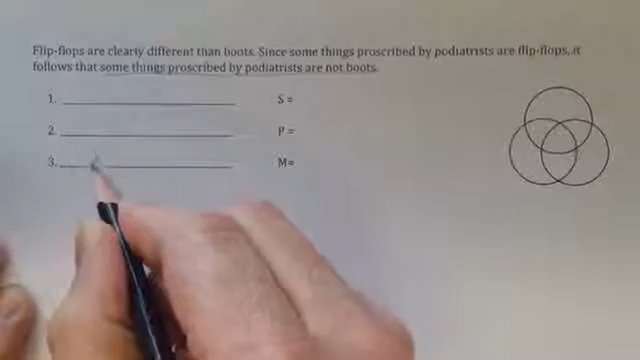 Flip-flops are clearly different than boots. Since some things proscribed by podiatrists are flip-flops, it
follows that some things proscribed by podiatrists are not boots.
1. S =
2. P =
3. M=